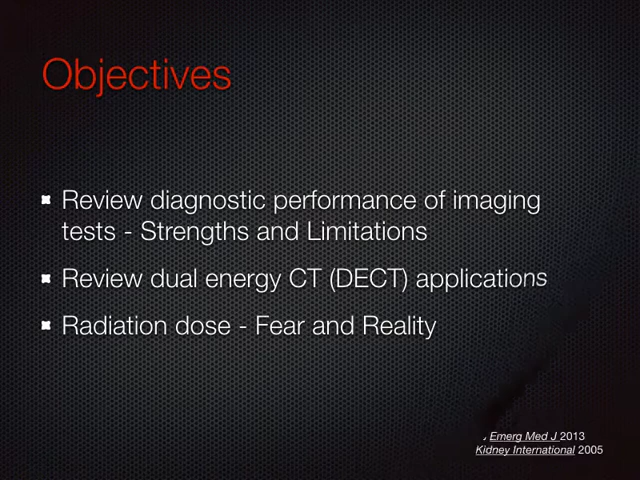 Objectives
Review diagnostic performance of imaging
tests - Strengths and Limitations
Review dual energy CT (DECT) applications
Radiation dose - Fear and Reality
Emerg Med J 2013
Kidney International 2005